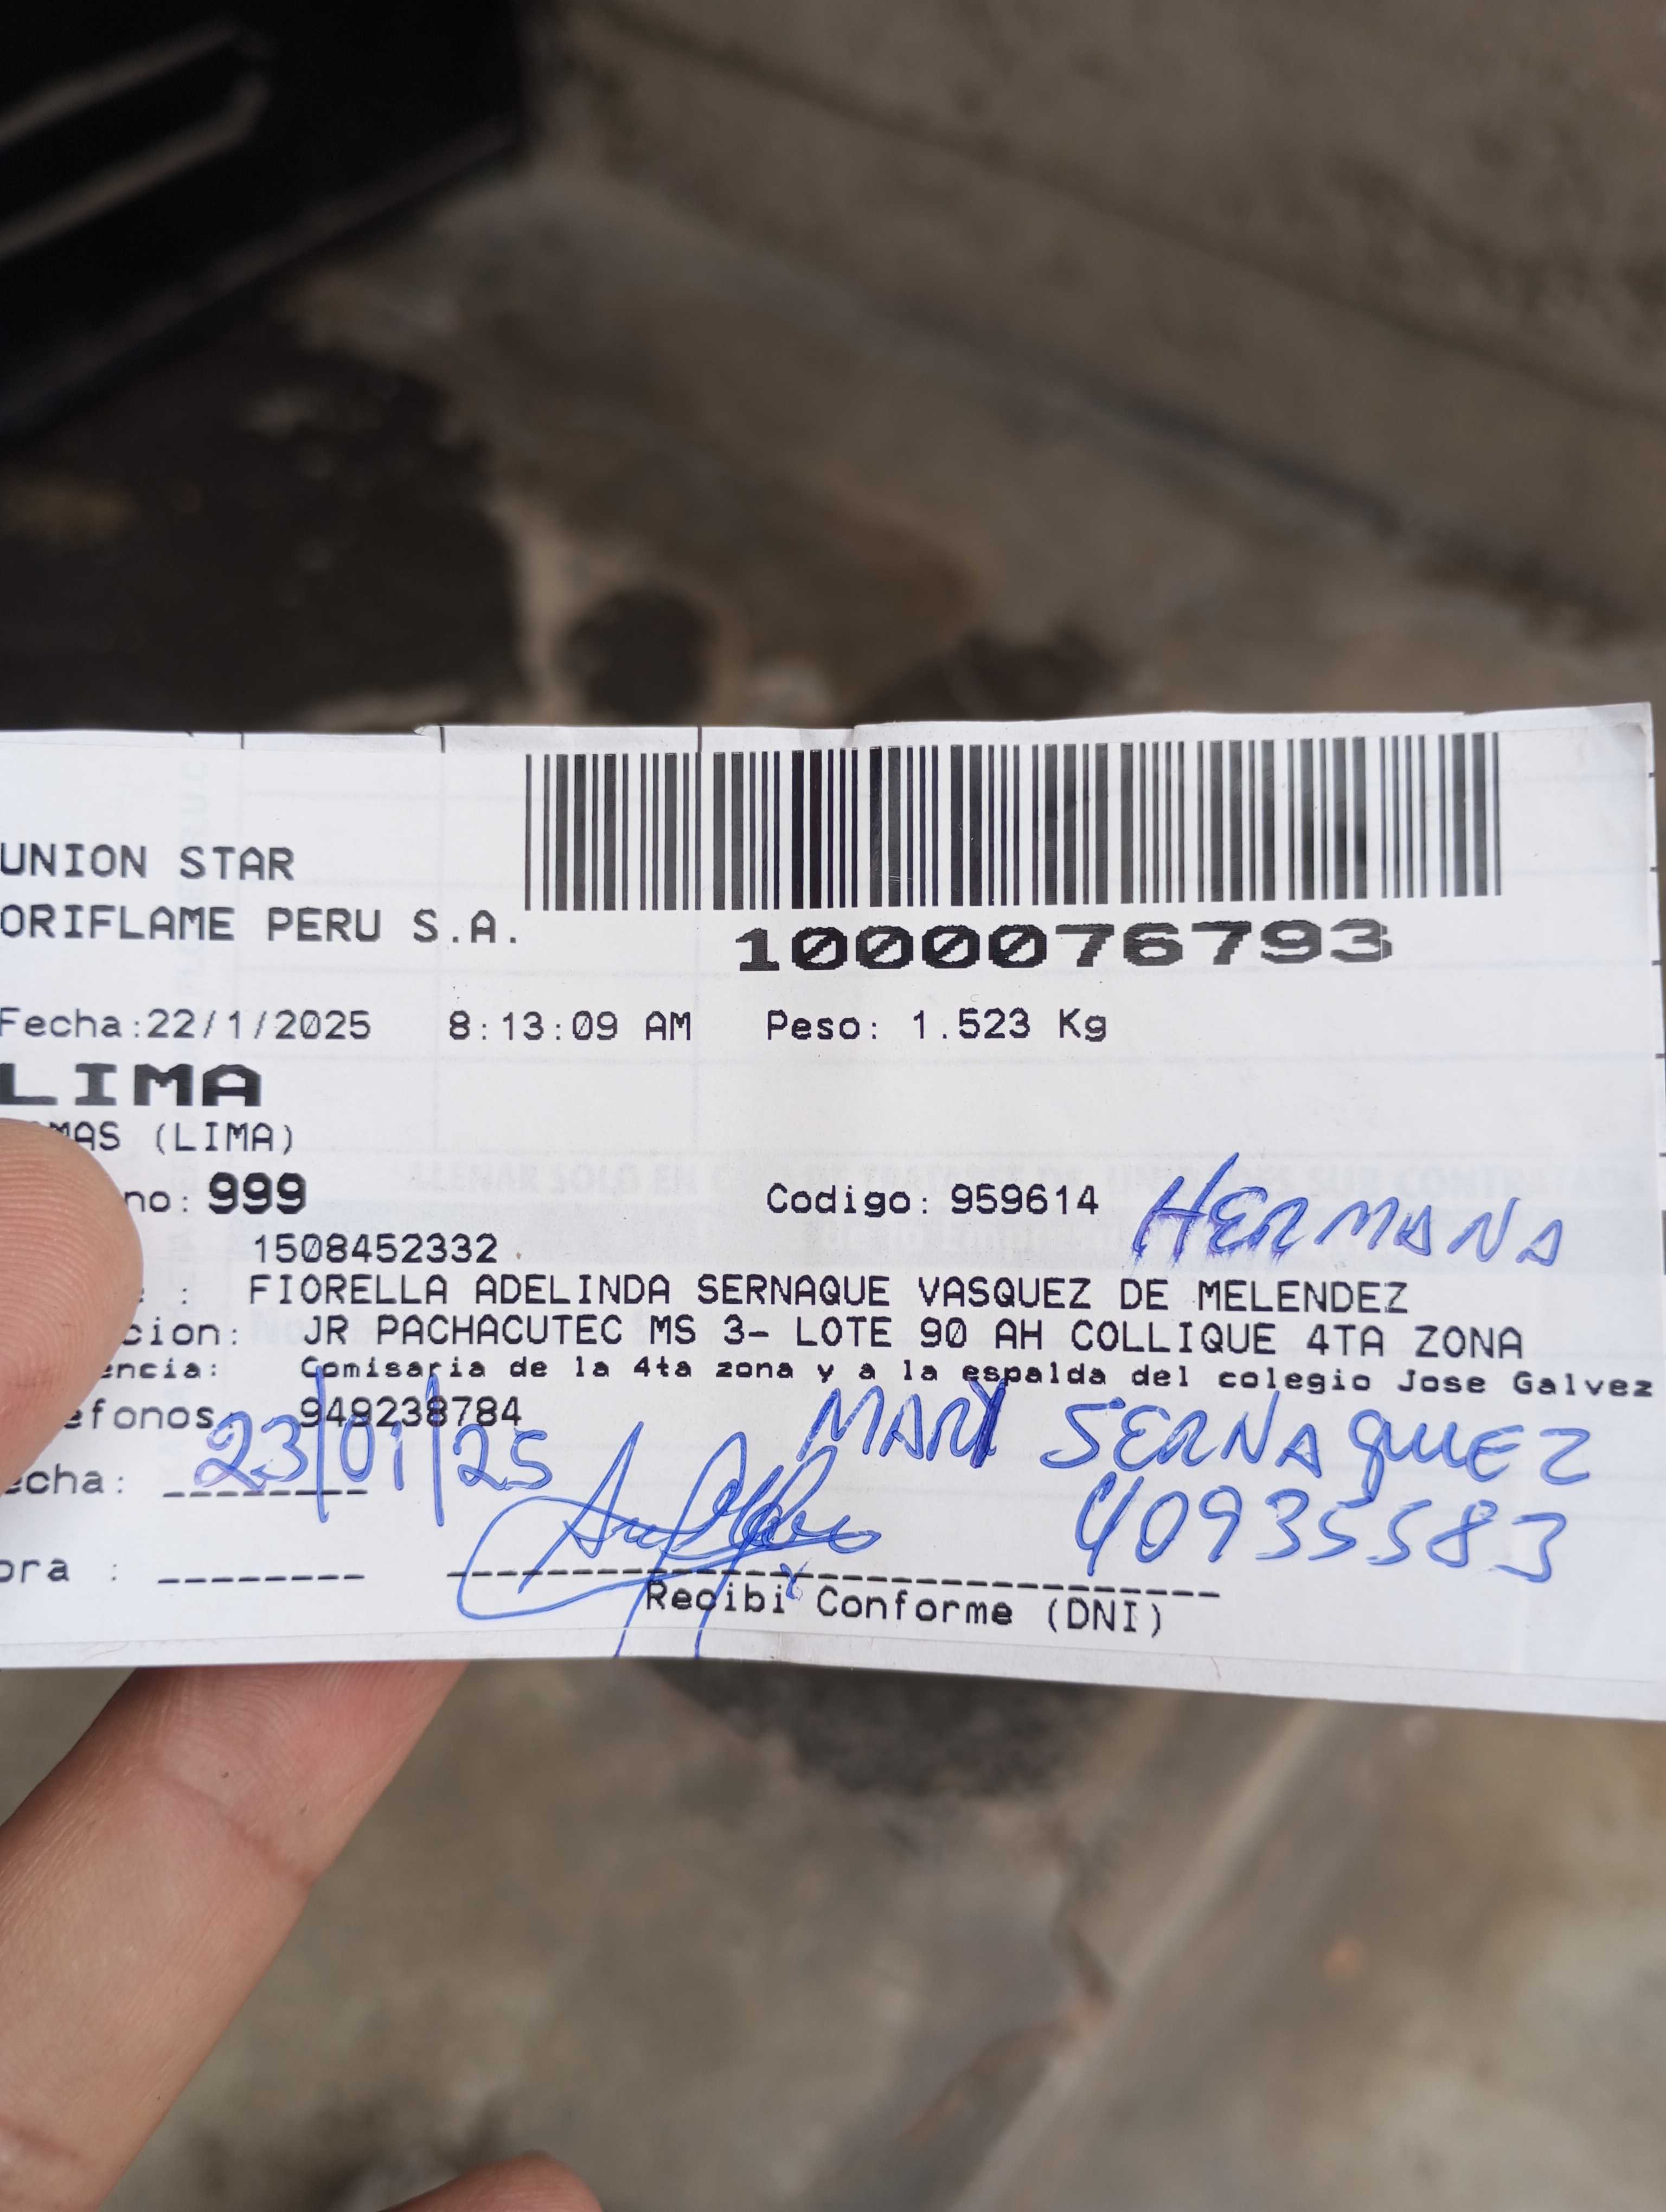 UNION STAR
ORIFLAME PERU S.A.
1000076793
Fecha:22/1/2025 8:13:09 AM Peso: 1.523 Kg
LIMA
MAS (LIMA)
no: 999 Codigo: 959614 HERMANA
1508452332
: FIORELLA ADELINDA SERNAQUE VASQUEZ DE MELENDEZ
cion: JR PACHACUTEC MS 3- LOTE 90 AH COLLIQUE 4TA ZONA
encia: Comisaria de la 4ta zona y a la espalda del colegio Jose Galvez
efonos: 949238784 MARY SERNAQUEZ
echa: 23/01/25
40935583
ora :
Recibi Conforme (DNI)